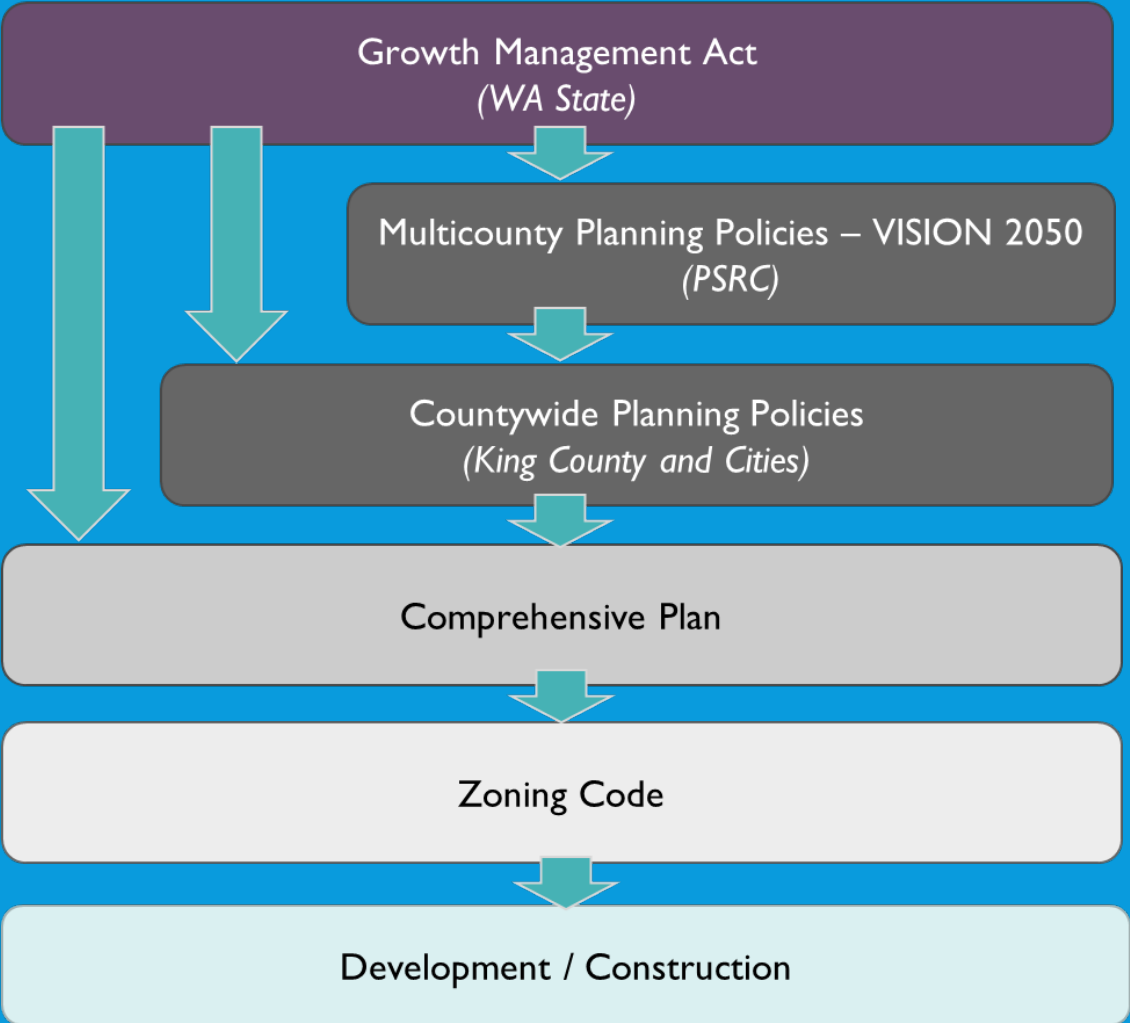 Growth Management Act
(WA State)
Multicounty Planning Policies – VISION 2050
(PSRC)
Countywide Planning Policies
(King County and Cities)
Comprehensive Plan
Zoning Code
Development / Construction